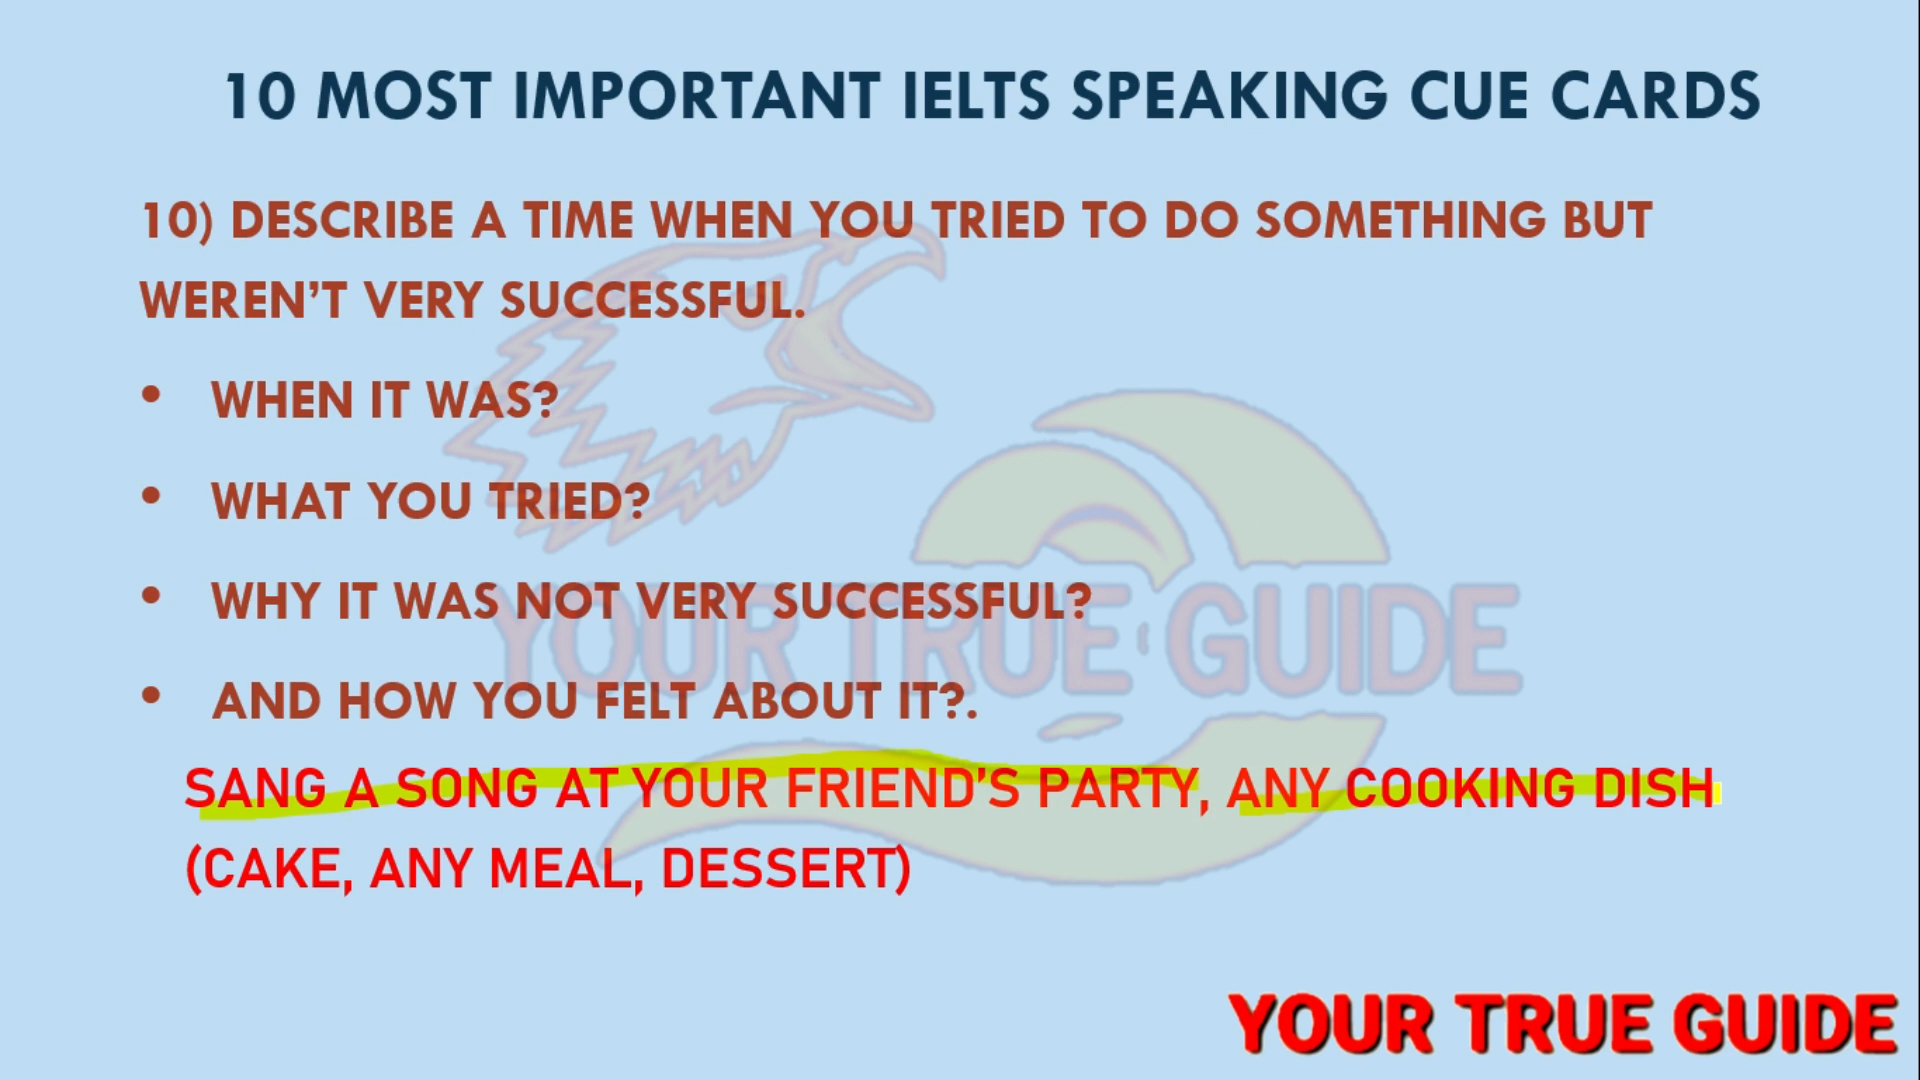 10 MOST IMPORTANT IELTS SPEAKING CUE CARDS
10) DESCRIBE A TIME WHEN YOU TRIED TO DO SOMETHING BUT
WEREN'T VERY SUCCESSFUL.
• WHEN IT WAS?
• WHAT YOU TRIED?
• WHY IT WAS NOT VERY SUCCESSFUL?
YOUR TRUE GUIDE
• AND HOW YOU FELT ABOUT IT?.
SANG A SONG AT YOUR FRIEND'S PARTY, ANY COOKING DISH
(CAKE, ANY MEAL, DESSERT)
YOUR TRUE GUIDE